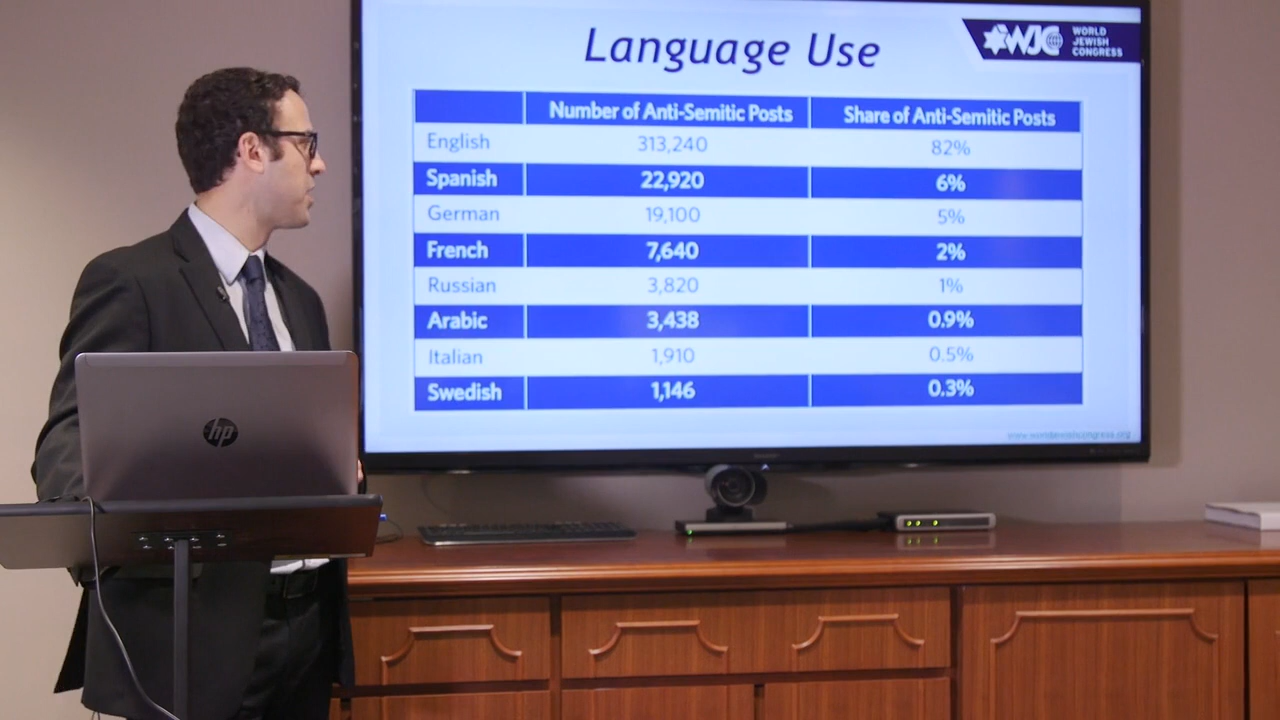 Language Use
WJC WORLD
JEWISH
CONGRESS
Number of Anti-Semitic Posts Share of Anti-Semitic Posts
English 313,240 82%
Spanish 22,920 6%
German 19,100 5%
French 7,640 2%
Russian 3,820 1%
Arabic 3,438 0.9%
Italian 1,910 0.5%
Swedish 1,146 0.3%
www.worldjewishcongress.org
hp